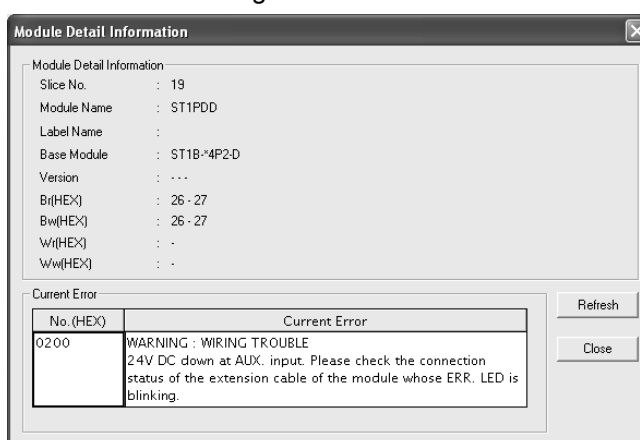 Module Detail Information
Module Detail Information
Slice No. : 19
Module Name : ST1PDD
Label Name :
Base Module : ST1B-*4P2-D
Version : ---
Br(HEX) : 26 - 27
Bw(HEX) : 26 - 27
Wr(HEX) : -
Ww(HEX) : -
Current Error
No.(HEX) Current Error
0200 WARNING : WIRING TROUBLE
24V DC down at AUX. input. Please check the connection
status of the extension cable of the module whose ERR. LED is
blinking.
Refresh
Close